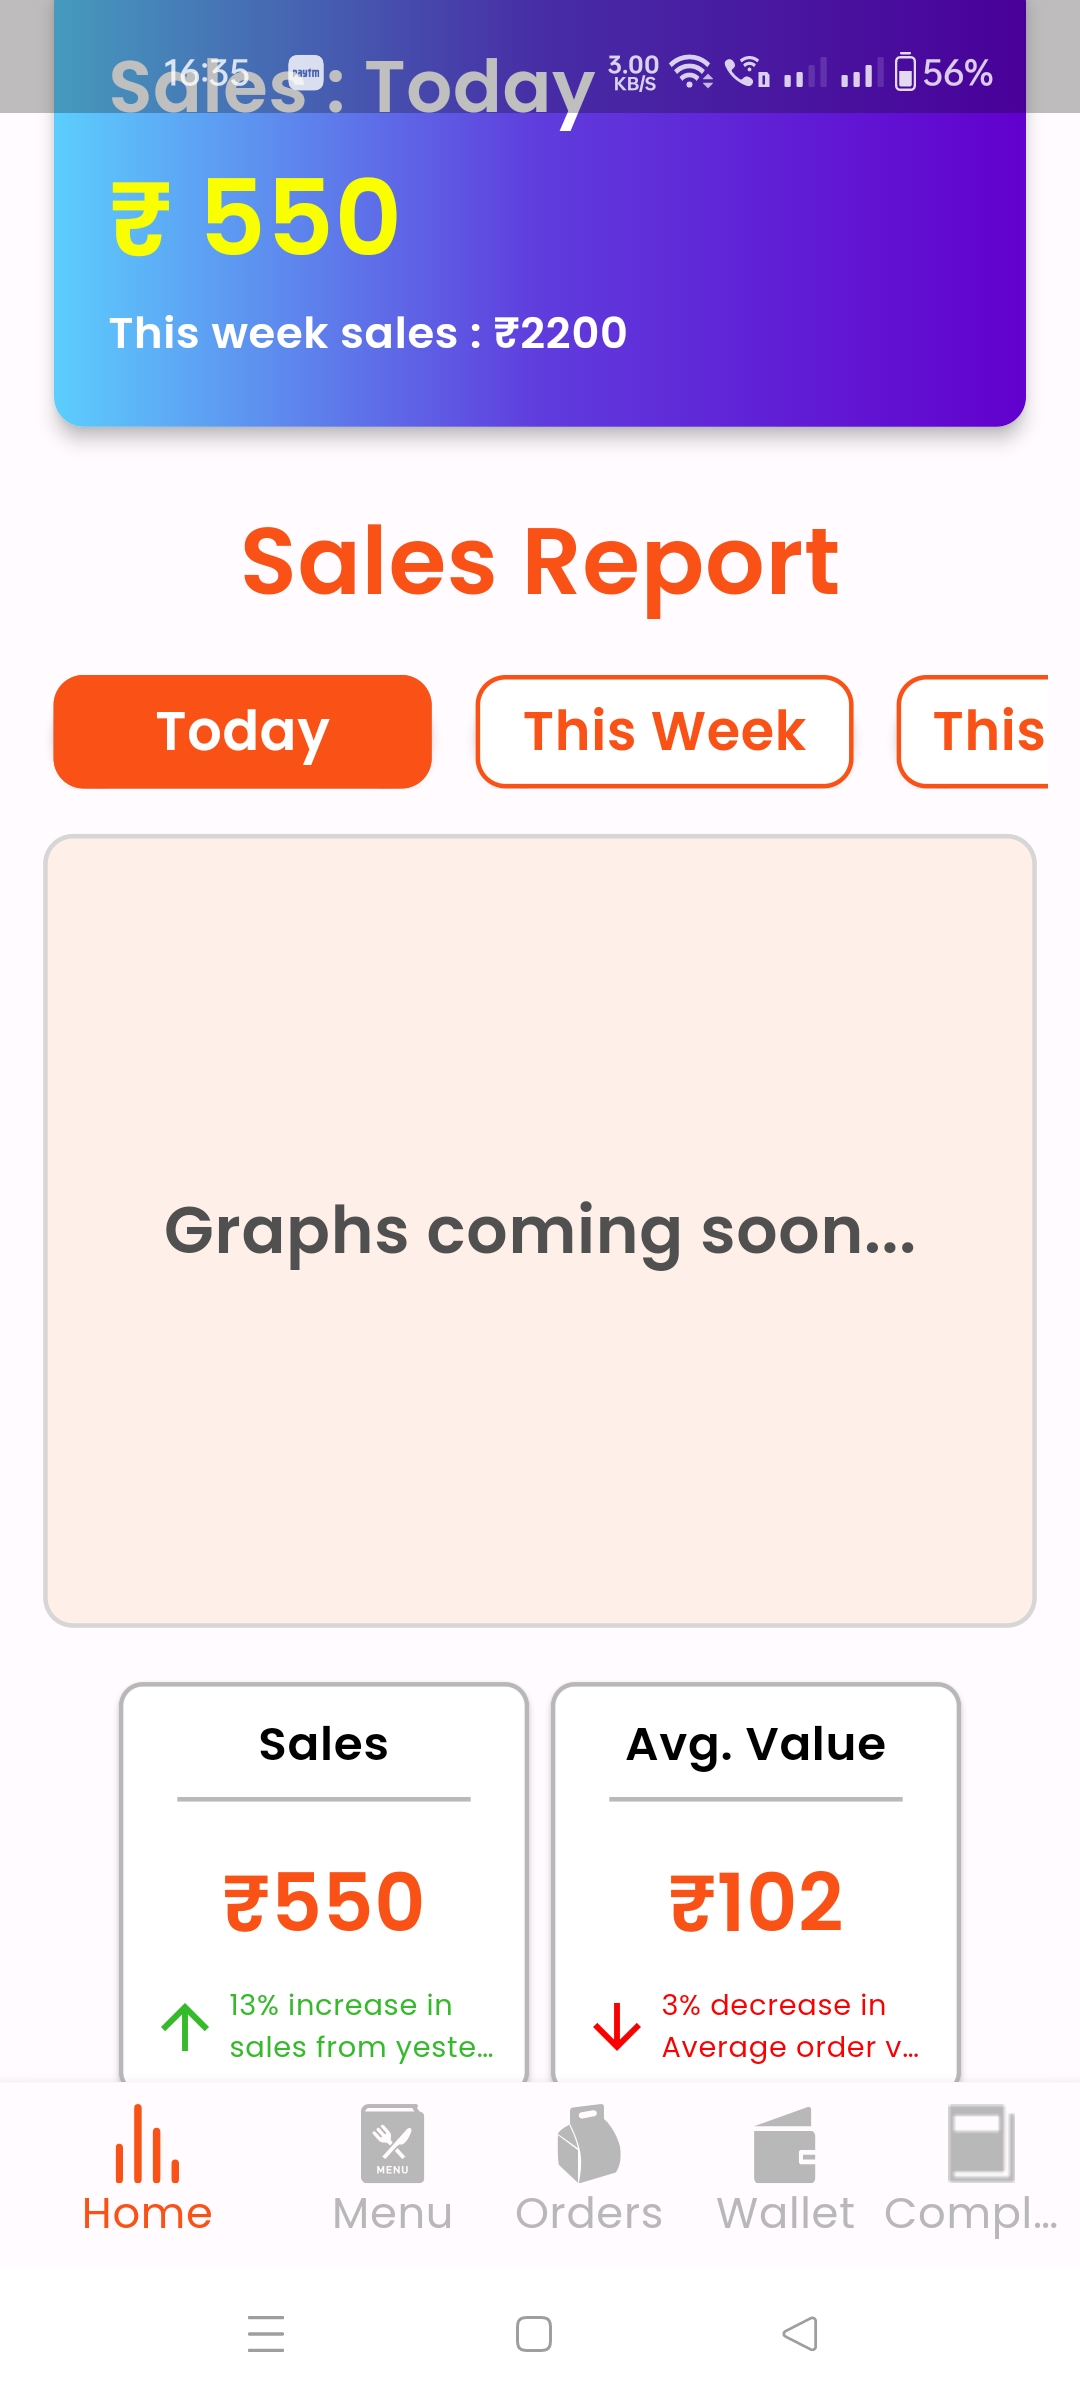 16:35
paytm
3.00
KB/S
56%
Sales : Today
₹ 550
This week sales : ₹2200
Sales Report
Today
This Week
This
Graphs coming soon...
Sales
Avg. Value
₹550
₹102
13% increase in
sales from yeste...
3% decrease in
Average order v...
MENU
Home
Menu
Orders
Wallet
Compl...